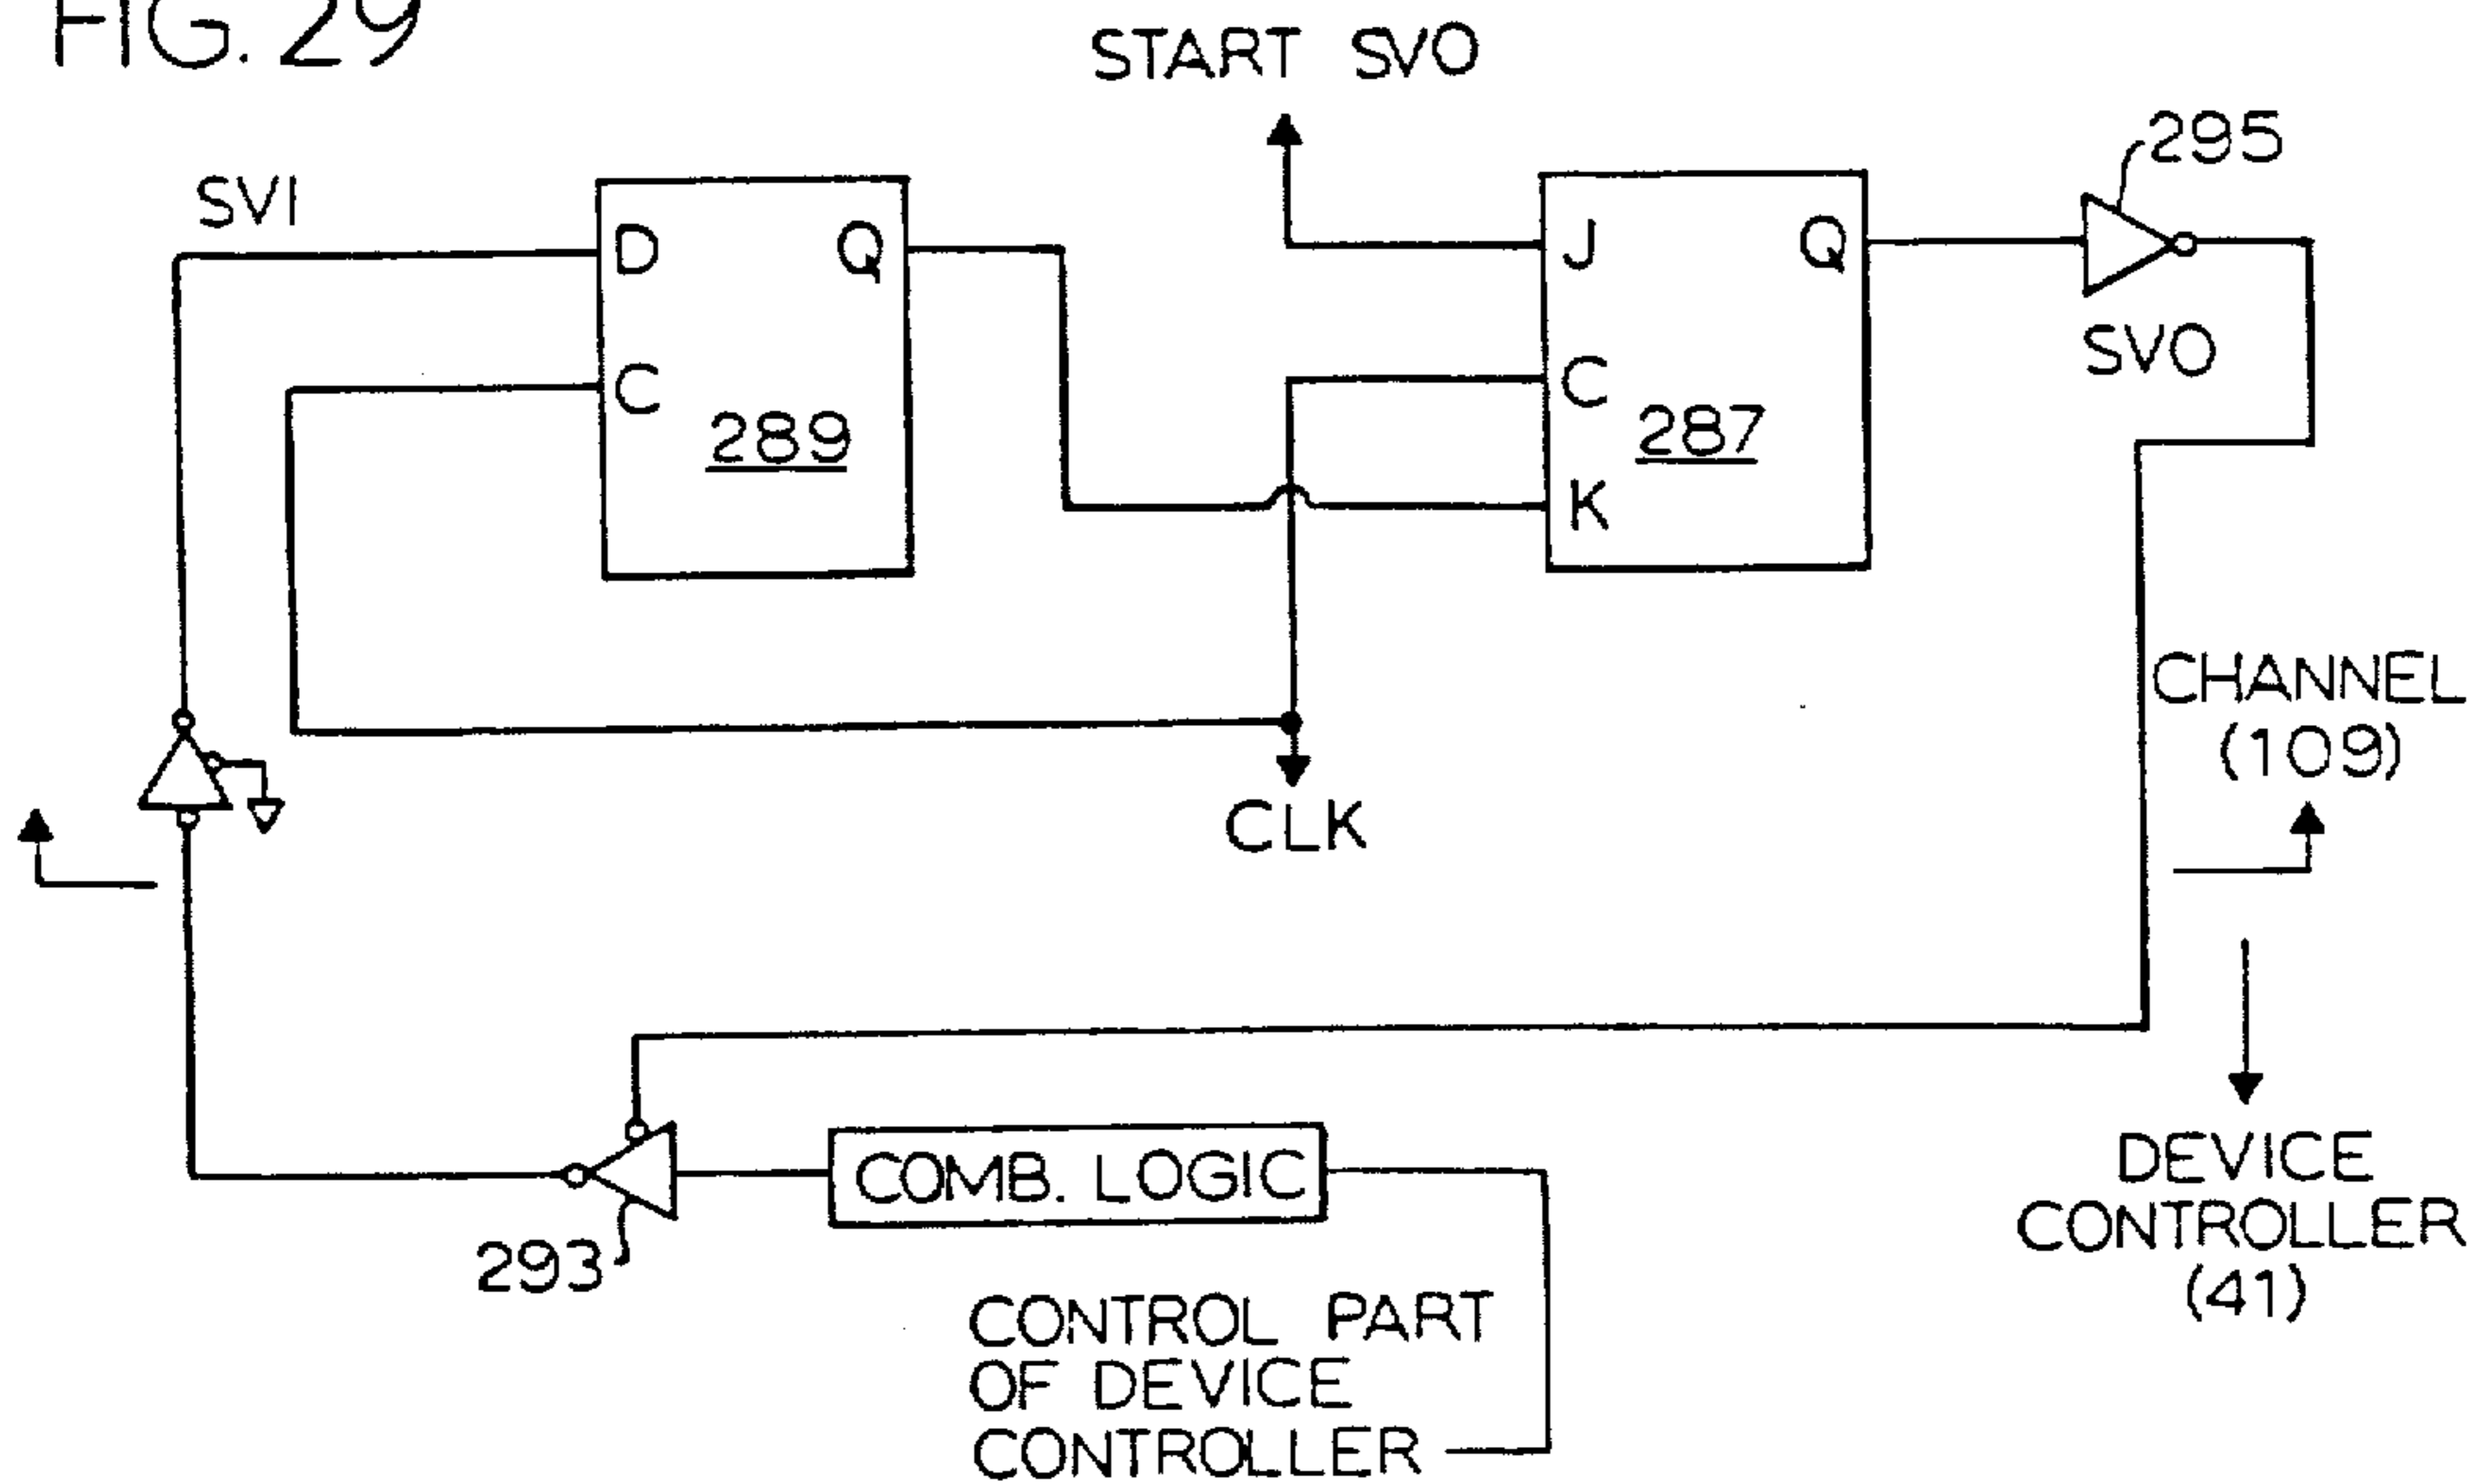 FIG. 29
START SVO
295
SVI
D
Q
J
Q
SVO
C
289
C
287
K
CHANNEL
(109)
CLK
DEVICE
CONTROLLER
(41)
COMB. LOGIC
293
CONTROL PART
OF DEVICE
CONTROLLER